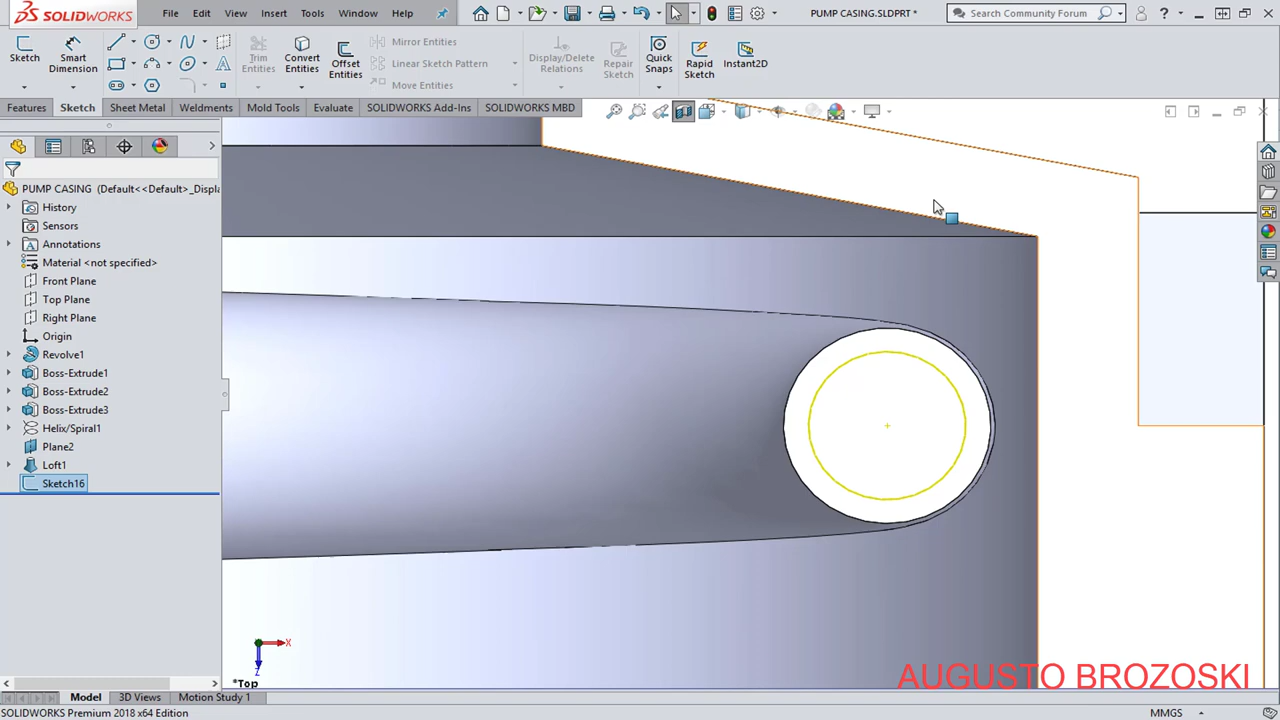 SOLIDWORKS
File Edit View Insert Tools Window Help
PUMP CASING.SLDPRT *
Search Community Forum
?
Sketch
Smart Dimension
Trim Entities
Convert Entities
Offset Entities
Mirror Entities
Linear Sketch Pattern
Move Entities
Display/Delete Relations
Repair Sketch
Quick Snaps
Rapid Sketch
Instant2D
Features Sketch Sheet Metal Weldments Mold Tools Evaluate SOLIDWORKS Add-Ins SOLIDWORKS MBD
PUMP CASING (Default<<Default>_Displa
History
Sensors
Annotations
Material <not specified>
Front Plane
Top Plane
Right Plane
Origin
Revolve1
Boss-Extrude1
Boss-Extrude2
Boss-Extrude3
Helix/Spiral1
Plane2
Loft1
Sketch16
X
Z
*Top
AUGUSTO BROZOSKI
Model 3D Views Motion Study 1
SOLIDWORKS Premium 2018 x64 Edition
MMGS